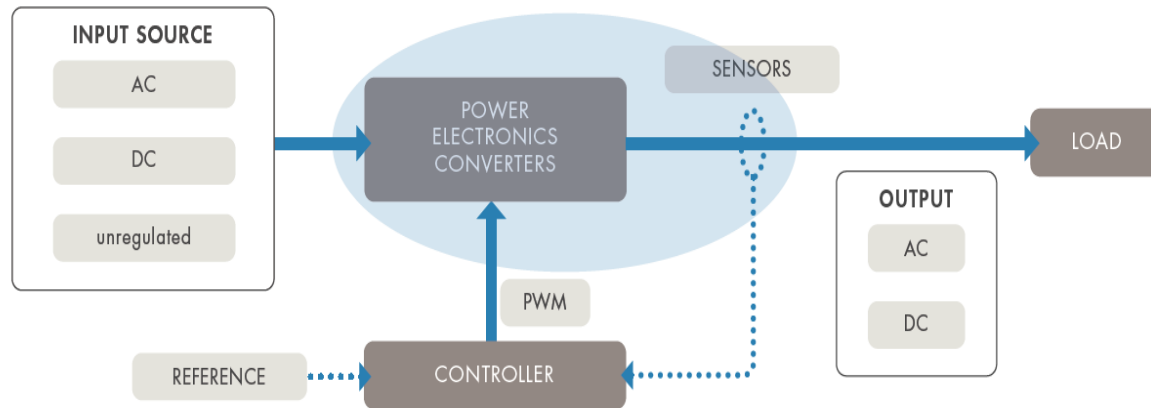 INPUT SOURCE
AC
DC
unregulated
POWER
ELECTRONICS
CONVERTERS
SENSORS
LOAD
OUTPUT
AC
DC
PWM
REFERENCE
CONTROLLER